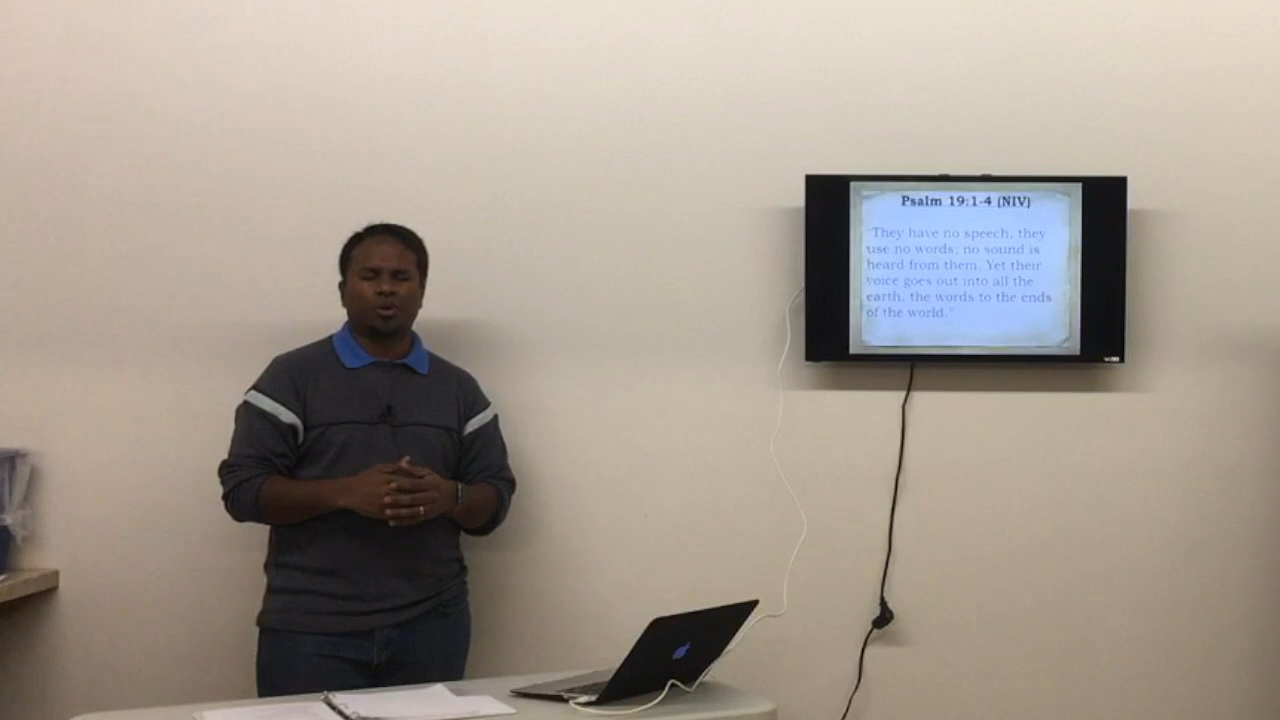 Psalm 19:1-4 (NIV)
"They have no speech, they
use no words; no sound is
heard from them. Yet their
voice goes out into all the
earth, the words to the ends
of the world."
VIZIO